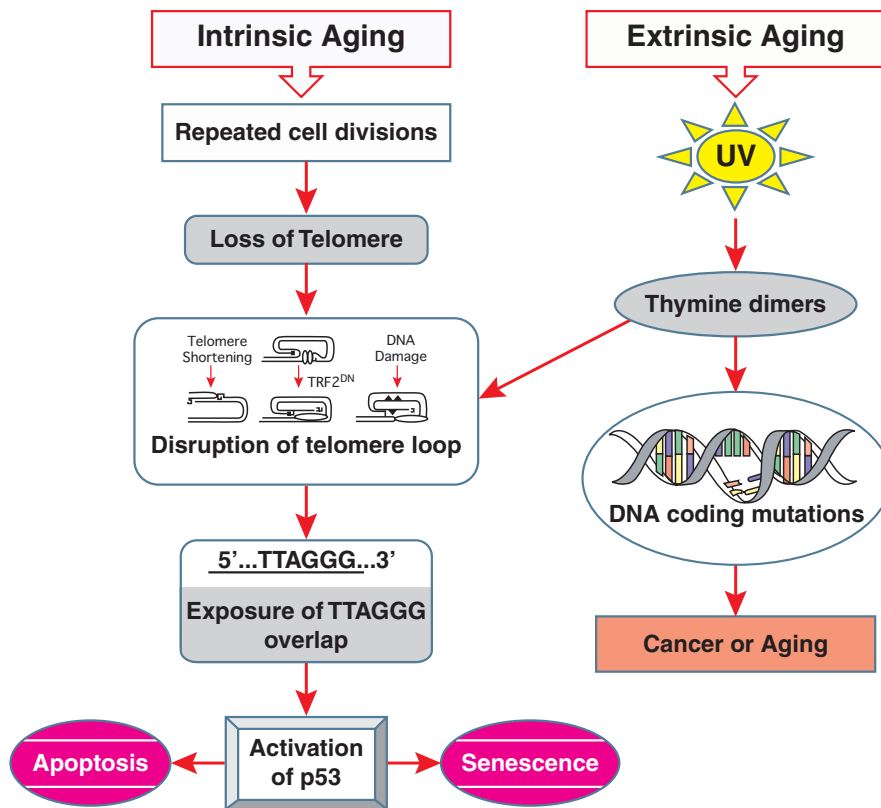 Intrinsic Aging
Repeated cell divisions
Loss of Telomere
Telomere
Shortening
TRF2DN
DNA
Damage
Disruption of telomere loop
5’...TTAGGG...3’
Exposure of TTAGGG
overlap
Activation
of p53
Apoptosis
Senescence
Extrinsic Aging
UV
Thymine dimers
DNA coding mutations
Cancer or Aging